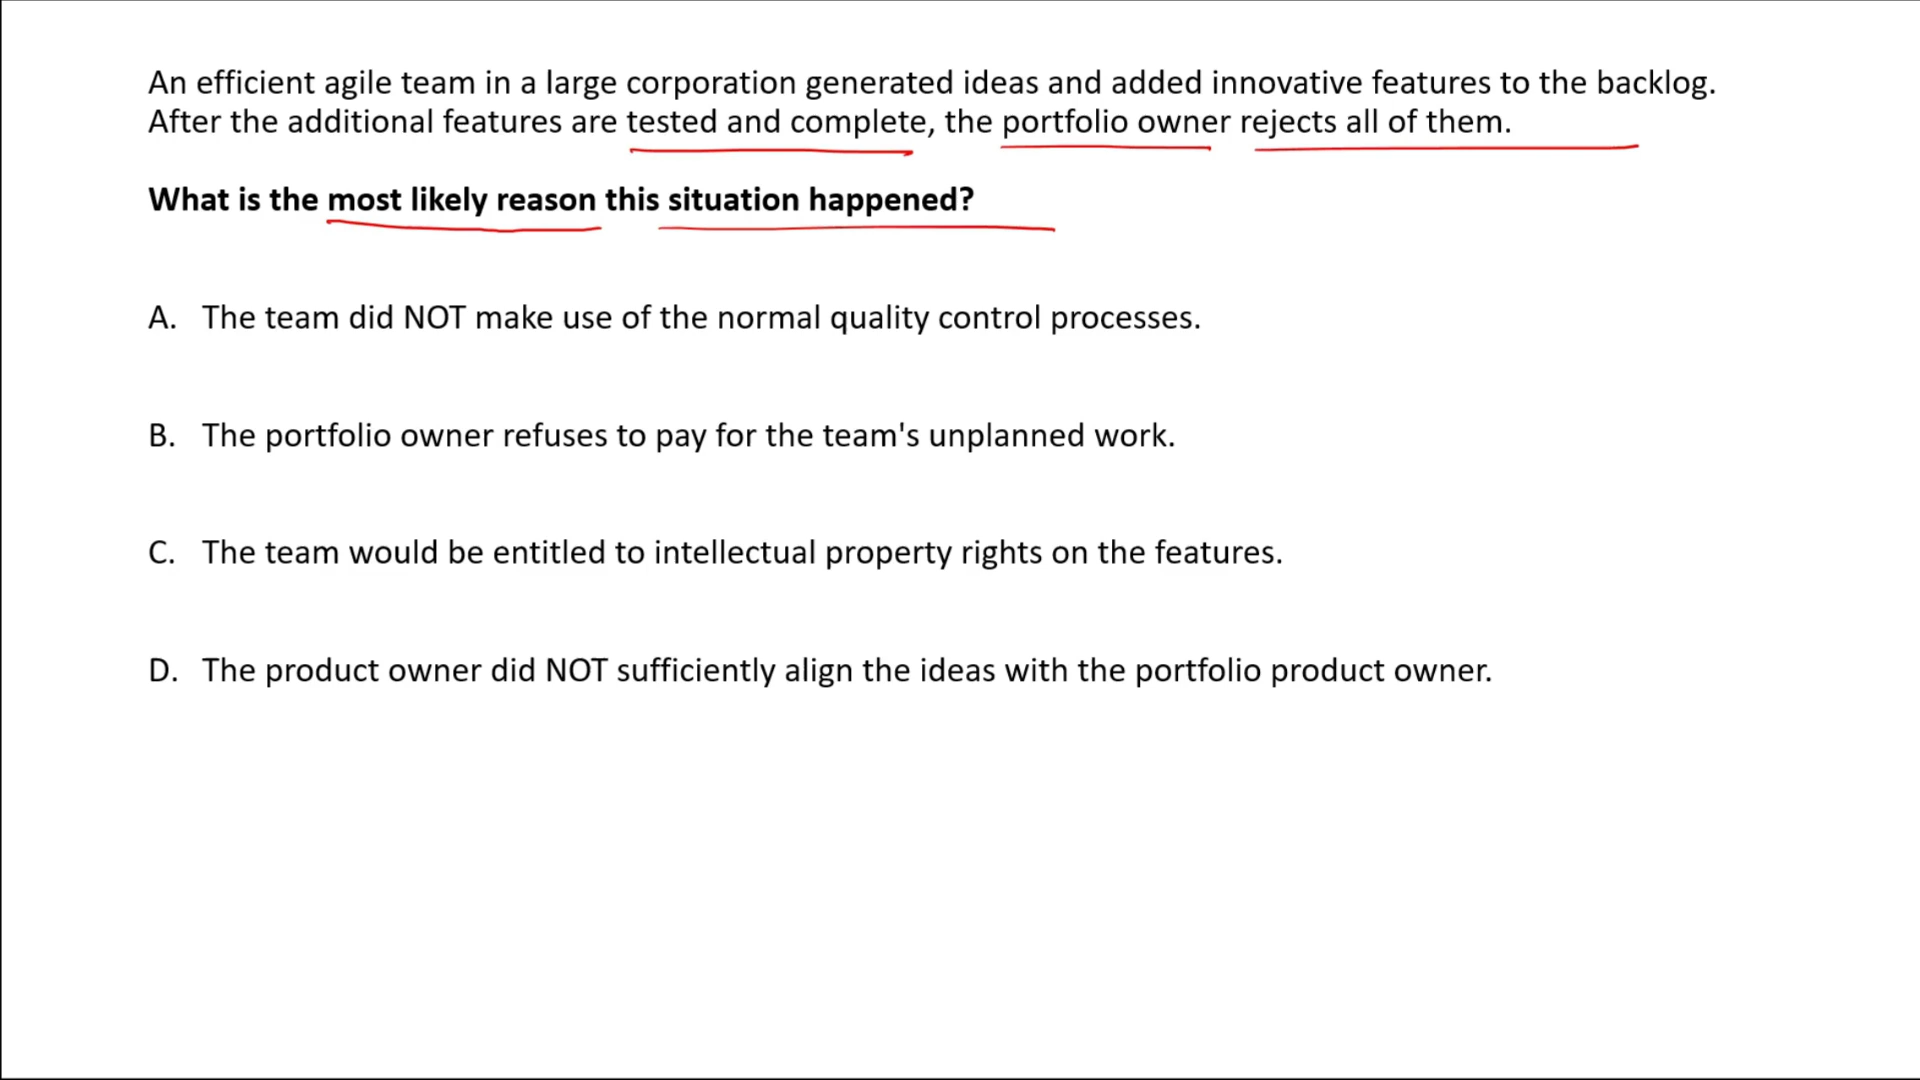 An efficient agile team in a large corporation generated ideas and added innovative features to the backlog.
After the additional features are tested and complete, the portfolio owner rejects all of them.
What is the most likely reason this situation happened?
A. The team did NOT make use of the normal quality control processes.
B. The portfolio owner refuses to pay for the team's unplanned work.
C. The team would be entitled to intellectual property rights on the features.
D. The product owner did NOT sufficiently align the ideas with the portfolio product owner.